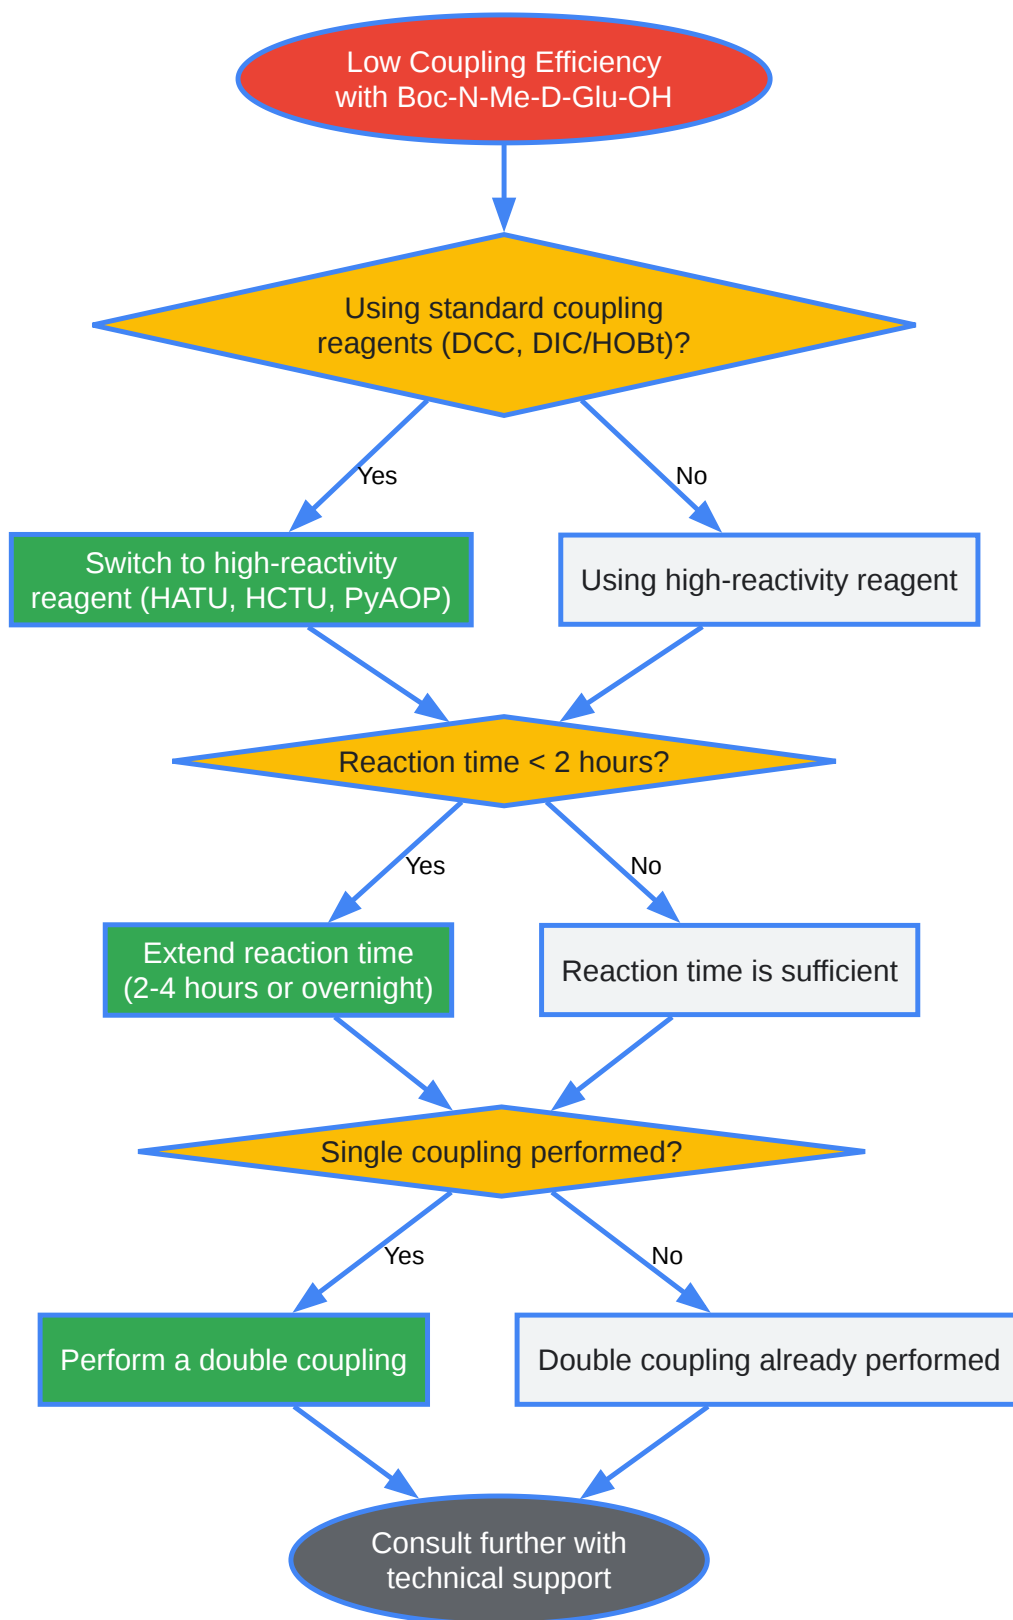 Low Coupling Efficiency
with Boc-N-Me-D-Glu-OH
Using standard coupling
reagents (DCC, DIC/HOBt)?
Yes
No
Switch to high-reactivity
reagent (HATU, HCTU, PyAOP)
Using high-reactivity reagent
Reaction time < 2 hours?
Yes
No
Extend reaction time
(2-4 hours or overnight)
Reaction time is sufficient
Single coupling performed?
Yes
No
Perform a double coupling
Double coupling already performed
Consult further with
technical support